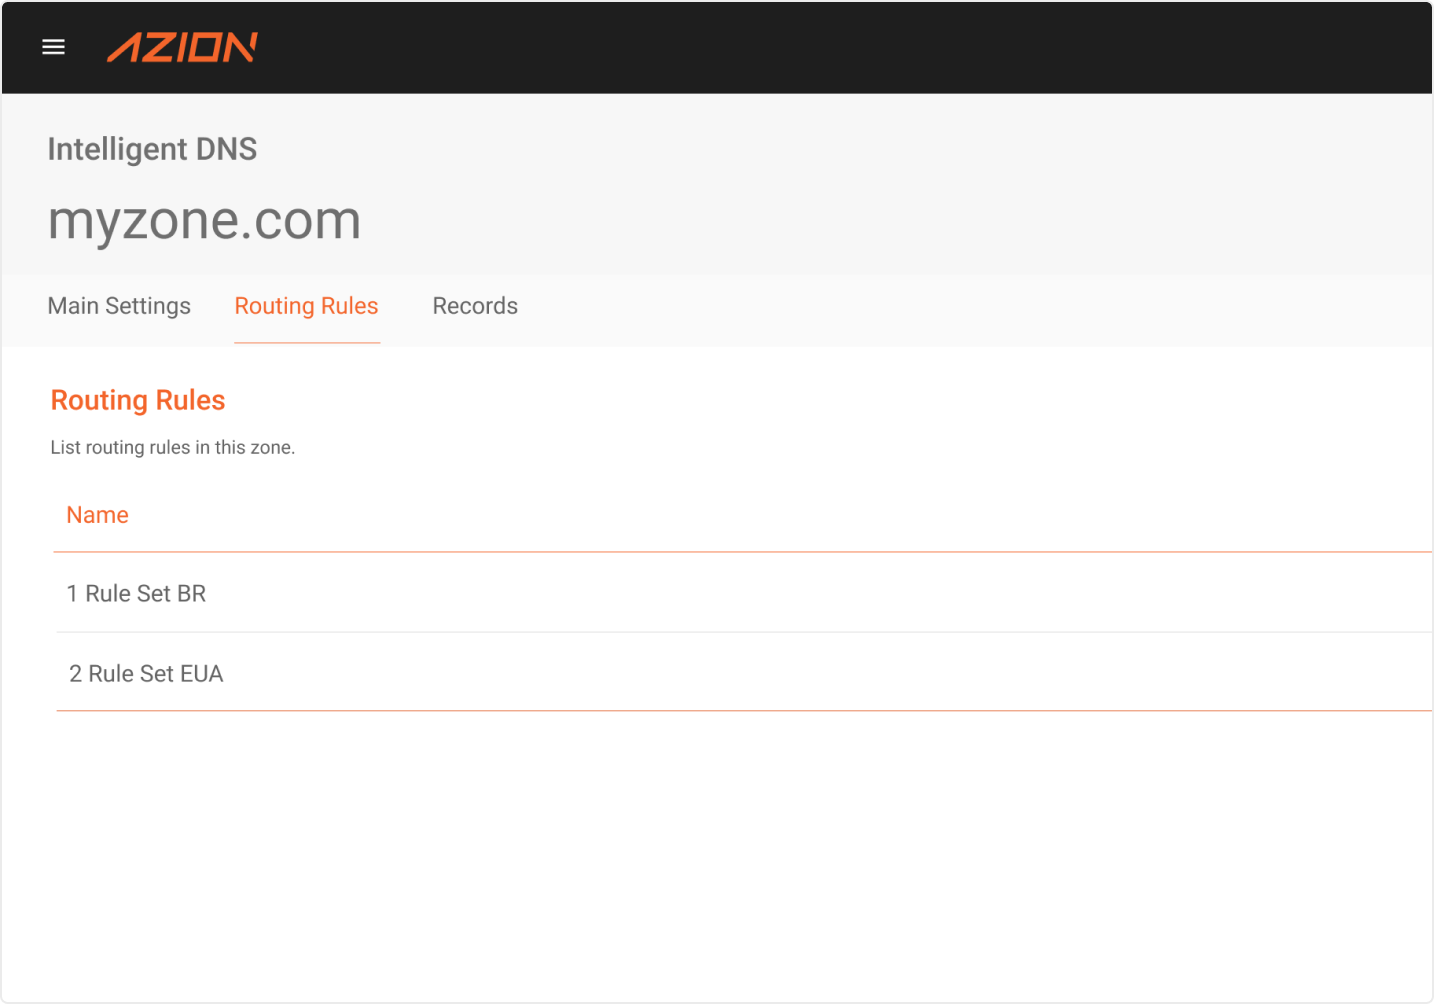 AZION
Intelligent DNS
myzone.com
Main Settings Routing Rules Records
Routing Rules
List routing rules in this zone.
Name
1 Rule Set BR
2 Rule Set EUA